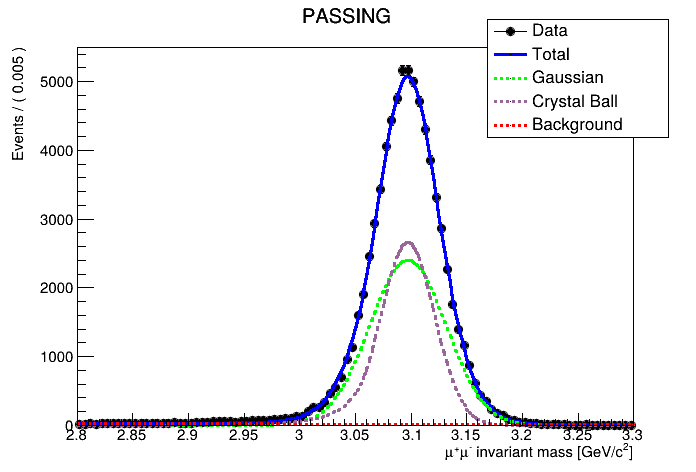 PASSING
Data
Total
Gaussian
Crystal Ball
Background
Events / ( 0.005 )
5000
4000
3000
2000
1000
0
2.8 2.85 2.9 2.95 3 3.05 3.1 3.15 3.2 3.25 3.3
μ⁺μ⁻ invariant mass [GeV/c²]